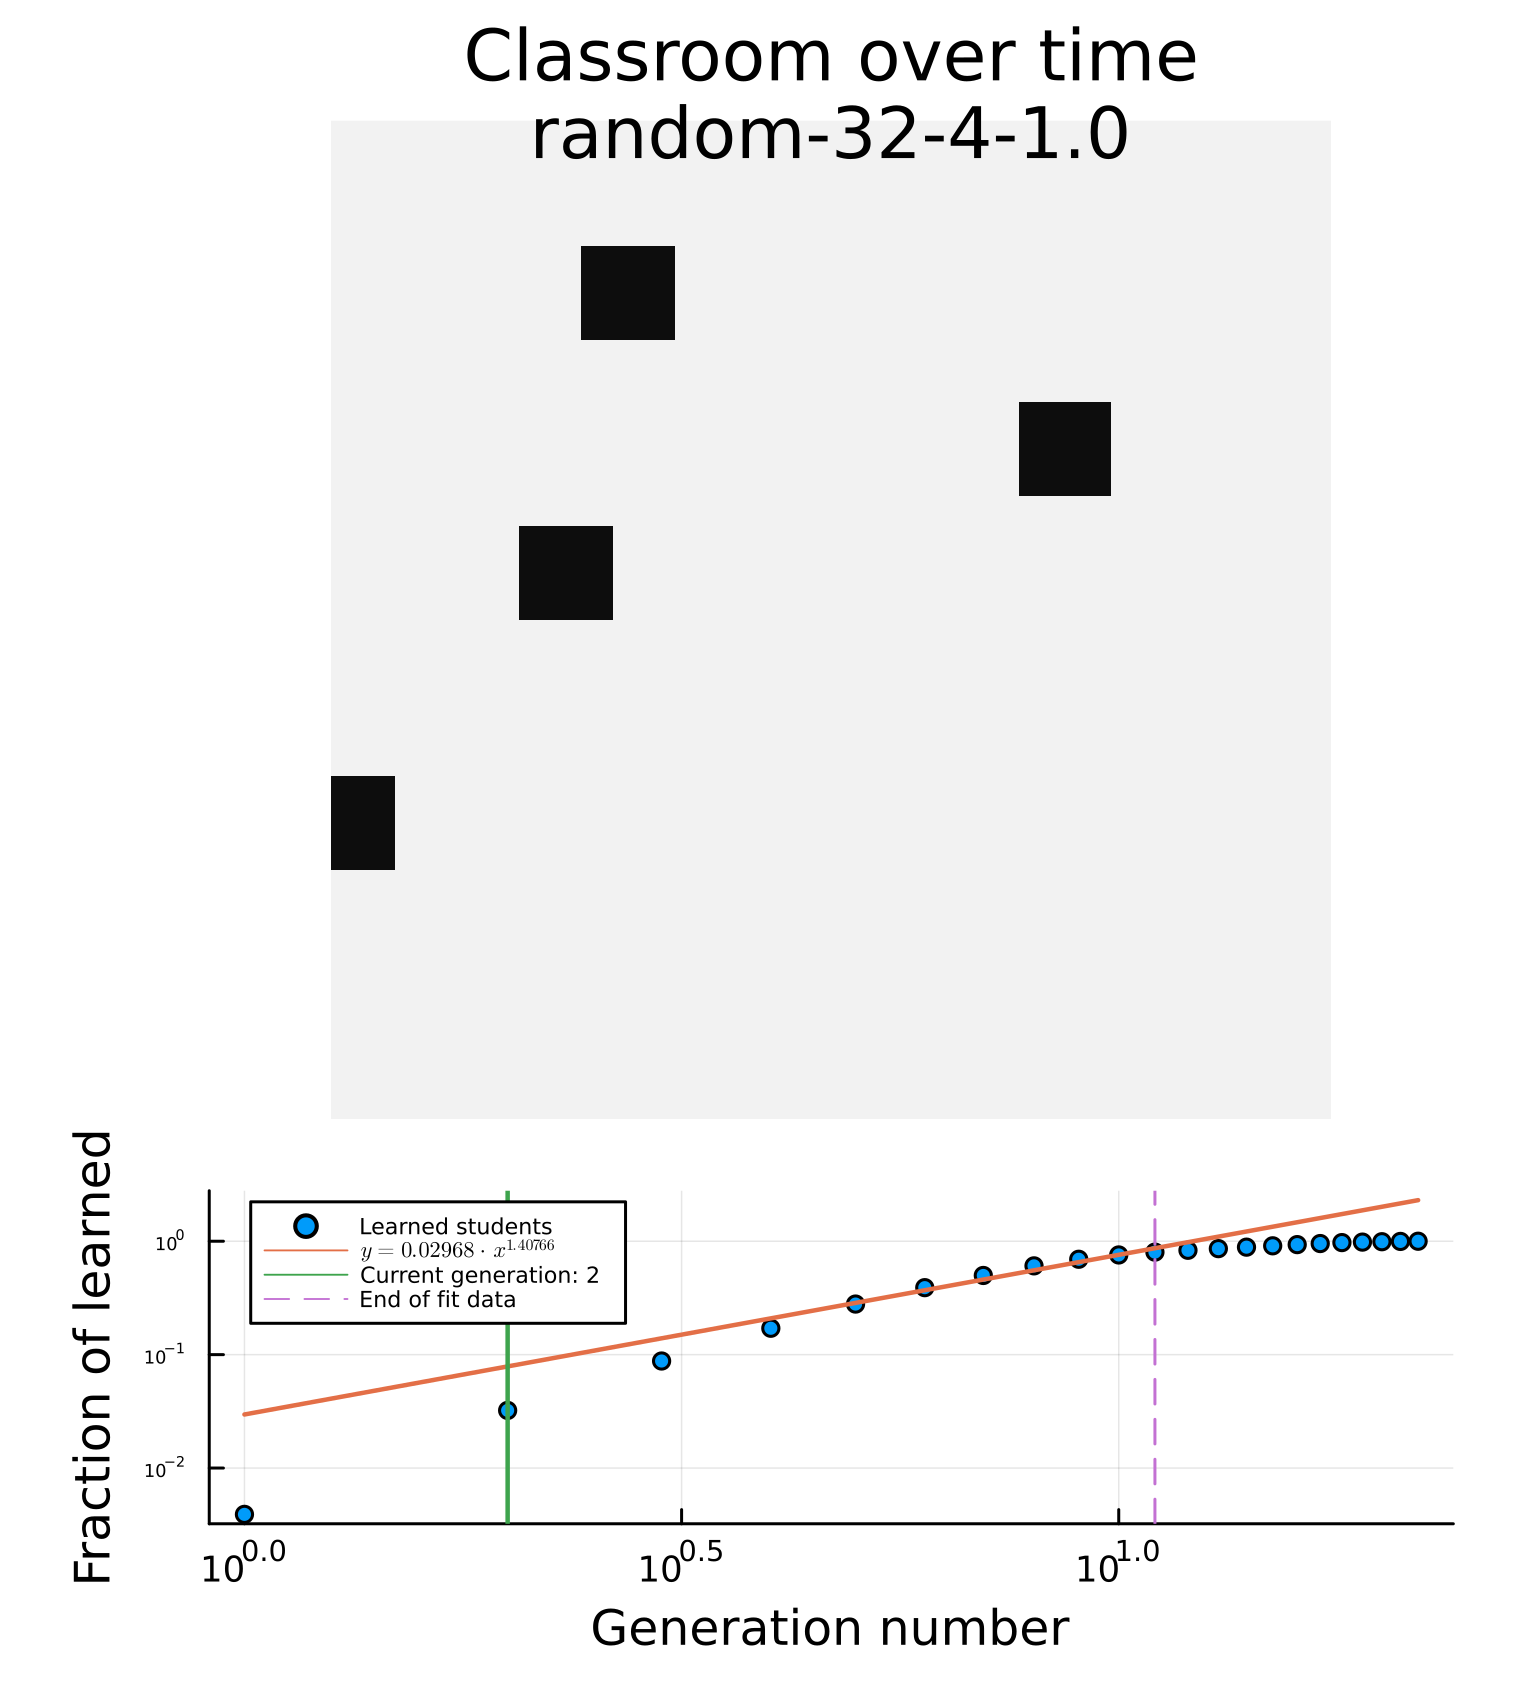 Classroom over time
random-32-4-1.0
Fraction of learned
10⁰
10⁻¹
10⁻²
Learned students
y = 0.02968 · x^1.40766
Current generation: 2
End of fit data
10^0.0
10^0.5
10^1.0
Generation number